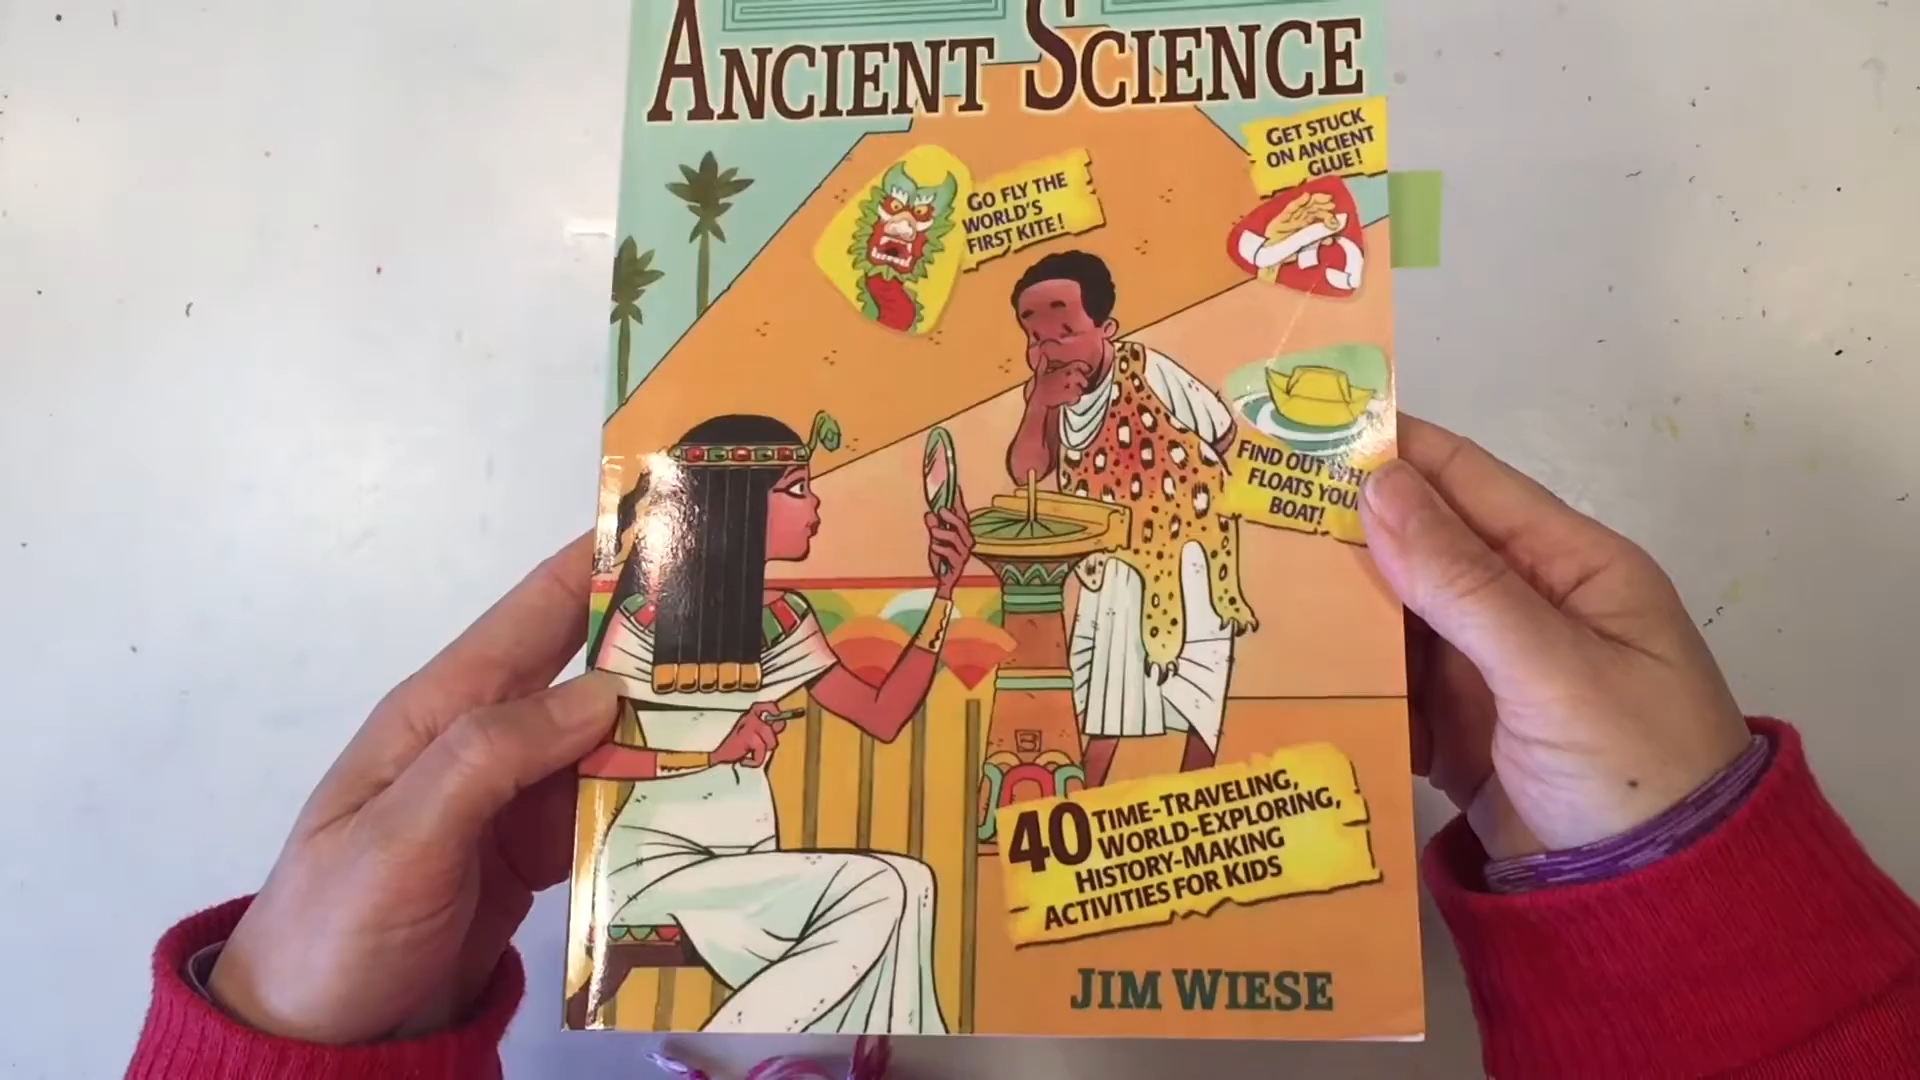 ANCIENT SCIENCE
GO FLY THE
WORLD'S
FIRST KITE!
GET STUCK
ON ANCIENT
GLUE!
FIND OUT
FLOATS YOUR
BOAT!
40 TIME-TRAVELING,
WORLD-EXPLORING,
HISTORY-MAKING
ACTIVITIES FOR KIDS
JIM WIESE